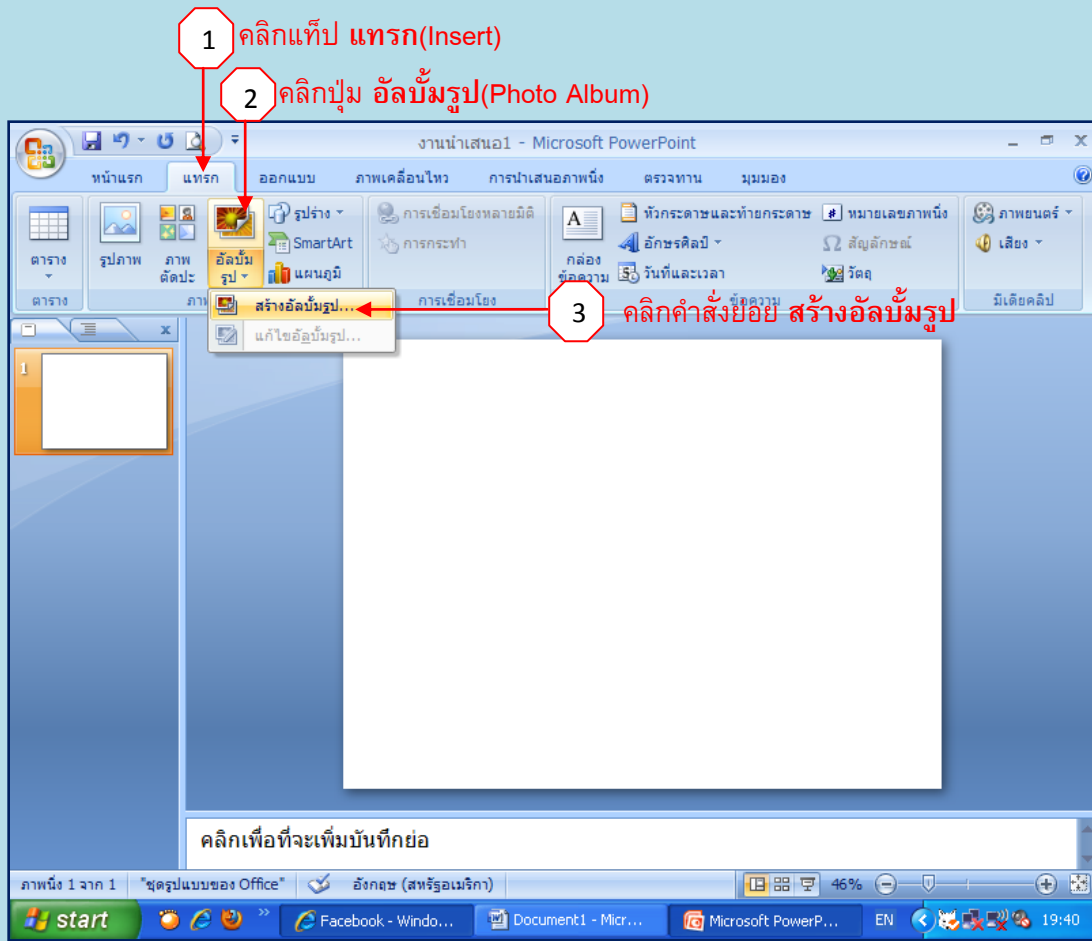 1 คลิกแท็ป แทรก(Insert)
2 คลิกปุ่ม อัลบั้มรูป(Photo Album)
งานนำเสนอ1 - Microsoft PowerPoint
หน้าแรก แทรก ออกแบบ ภาพเคลื่อนไหว การนำเสนอภาพนิ่ง ตรวจทาน มุมมอง
ตาราง
รูปภาพ
ภาพ
ตัดปะ
อัลบั้ม
รูป
รูปร่าง
SmartArt
แผนภูมิ
การเชื่อมโยงหลายมิติ
การกระทำ
กล่อง
ข้อความ
หัวกระดาษและท้ายกระดาษ
อักษรศิลป์
วันที่และเวลา
หมายเลขภาพนิ่ง
สัญลักษณ์
วัตถุ
ภาพยนตร์
เสียง
ตาราง การเชื่อมโยง ข้อความ มีเดียคลิป
สร้างอัลบั้มรูป...
แก้ไขอัลบั้มรูป...
3 คลิกคำสั่งย่อย สร้างอัลบั้มรูป
1
คลิกเพื่อที่จะเพิ่มบันทึกย่อ
ภาพนิ่ง 1 จาก 1 "ชุดรูปแบบของ Office" อังกฤษ (สหรัฐอเมริกา) 46%
start Facebook - Windo... Document1 - Micr... Microsoft PowerP... EN 19:40